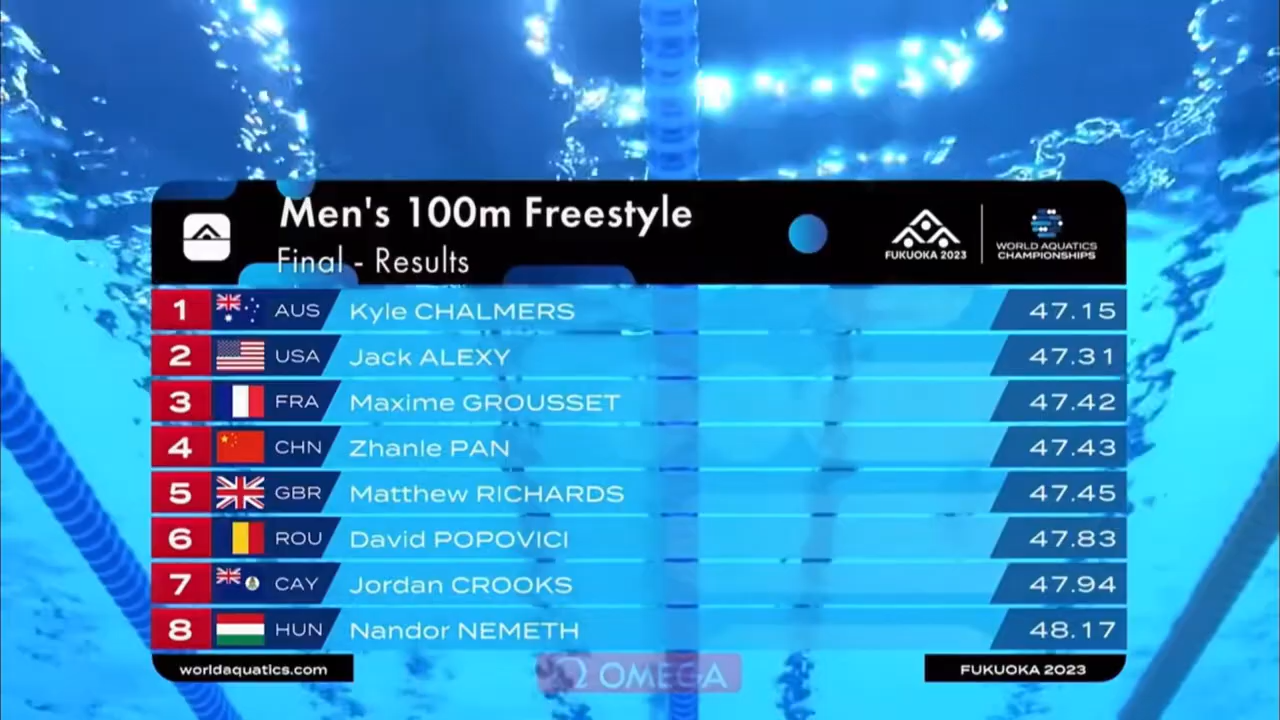 Men's 100m Freestyle
Final - Results
FUKUOKA 2023
WORLD AQUATICS
CHAMPIONSHIPS
1 AUS Kyle CHALMERS 47.15
2 USA Jack ALEXY 47.31
3 FRA Maxime GROUSSET 47.42
4 CHN Zhanle PAN 47.43
5 GBR Matthew RICHARDS 47.45
6 ROU David POPOVICI 47.83
7 CAY Jordan CROOKS 47.94
8 HUN Nandor NEMETH 48.17
worldaquatics.com
Ω OMEGA
FUKUOKA 2023